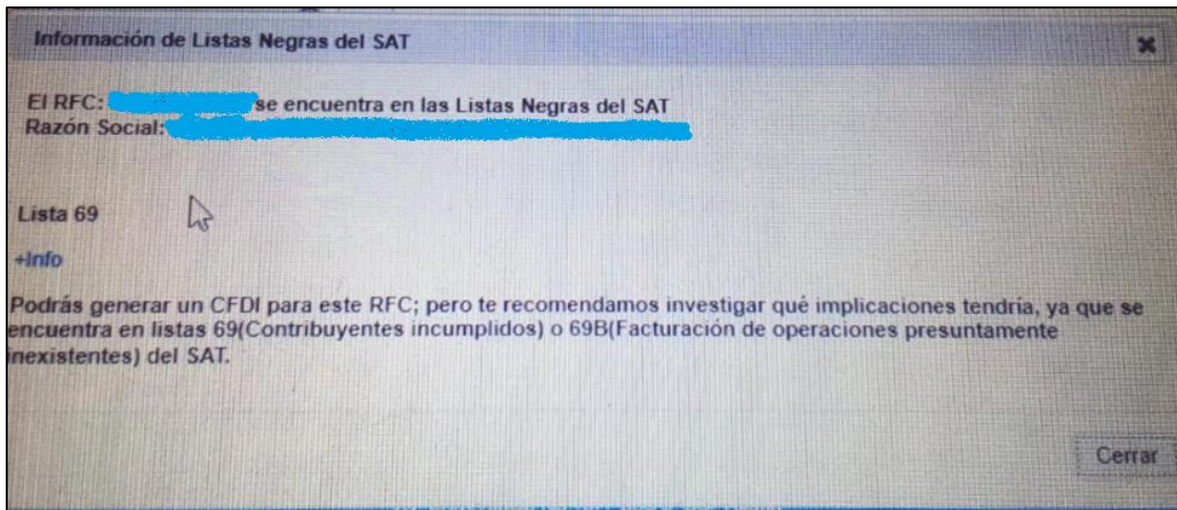 Información de Listas Negras del SAT
El RFC: se encuentra en las Listas Negras del SAT
Razón Social:
Lista 69
+Info
Podrás generar un CFDI para este RFC; pero te recomendamos investigar qué implicaciones tendría, ya que se
encuentra en listas 69(Contribuyentes incumplidos) o 69B(Facturación de operaciones presuntamente
inexistentes) del SAT.
Cerrar